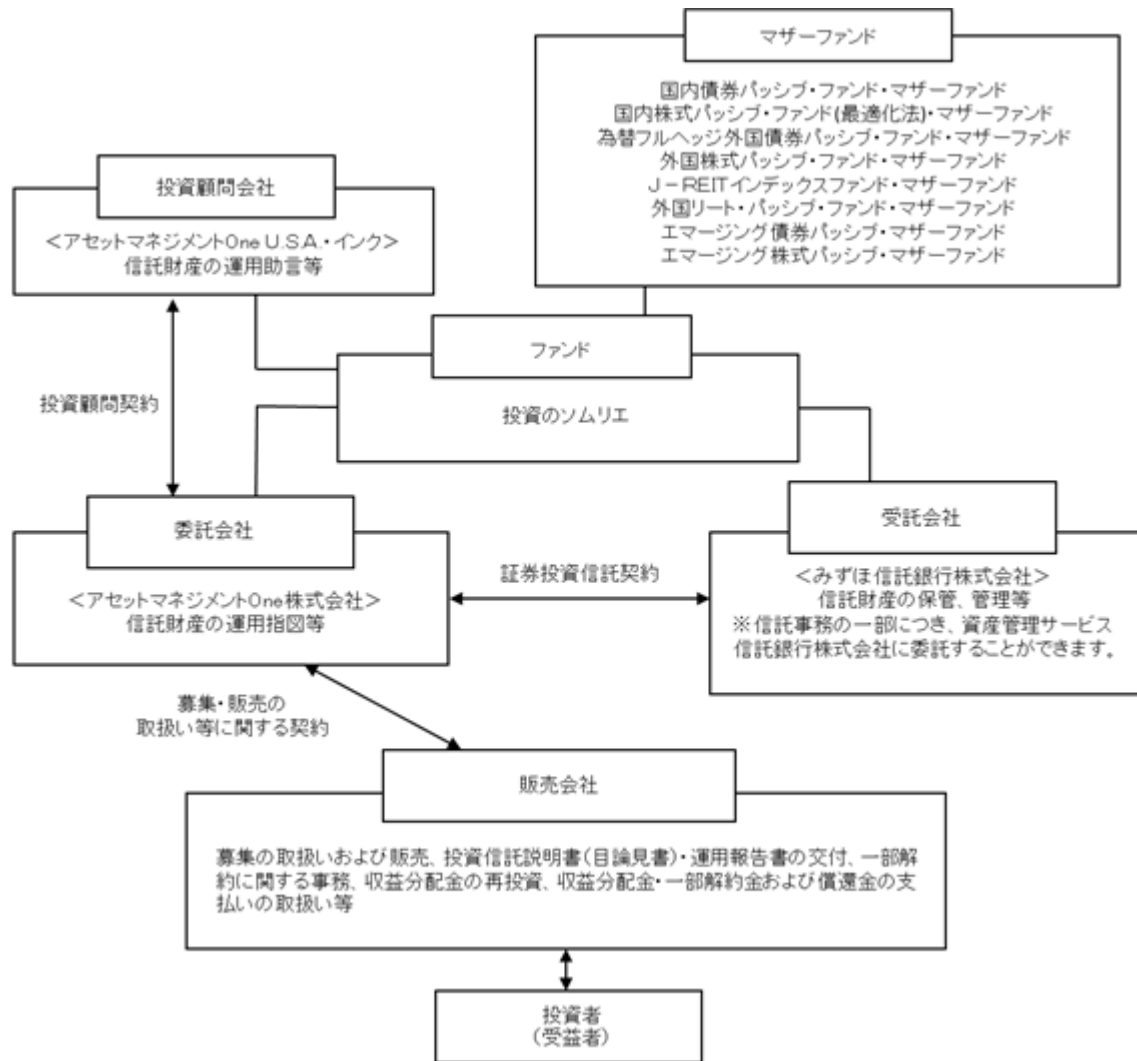 マザーファンド
国内債券パッシブ・ファンド・マザーファンド
国内株式パッシブ・ファンド(最適化法)・マザーファンド
為替フルヘッジ外国債券パッシブ・ファンド・マザーファンド
外国株式パッシブ・ファンド・マザーファンド
J－REITインデックスファンド・マザーファンド
外国リート・パッシブ・ファンド・マザーファンド
エマージング債券パッシブ・マザーファンド
エマージング株式パッシブ・マザーファンド
投資顧問会社
＜アセットマネジメントOne U.S.A.・インク＞
信託財産の運用助言等
ファンド
投資のソムリエ
投資顧問契約
委託会社
＜アセットマネジメントOne株式会社＞
信託財産の運用指図等
証券投資信託契約
受託会社
＜みずほ信託銀行株式会社＞
信託財産の保管、管理等
※信託事務の一部につき、資産管理サービス
信託銀行株式会社に委託することができます。
募集・販売の
取扱い等に関する契約
販売会社
募集の取扱いおよび販売、投資信託説明書(目論見書)・運用報告書の交付、一部解
約に関する事務、収益分配金の再投資、収益分配金・一部解約金および償還金の支
払いの取扱い等
投資者
(受益者)